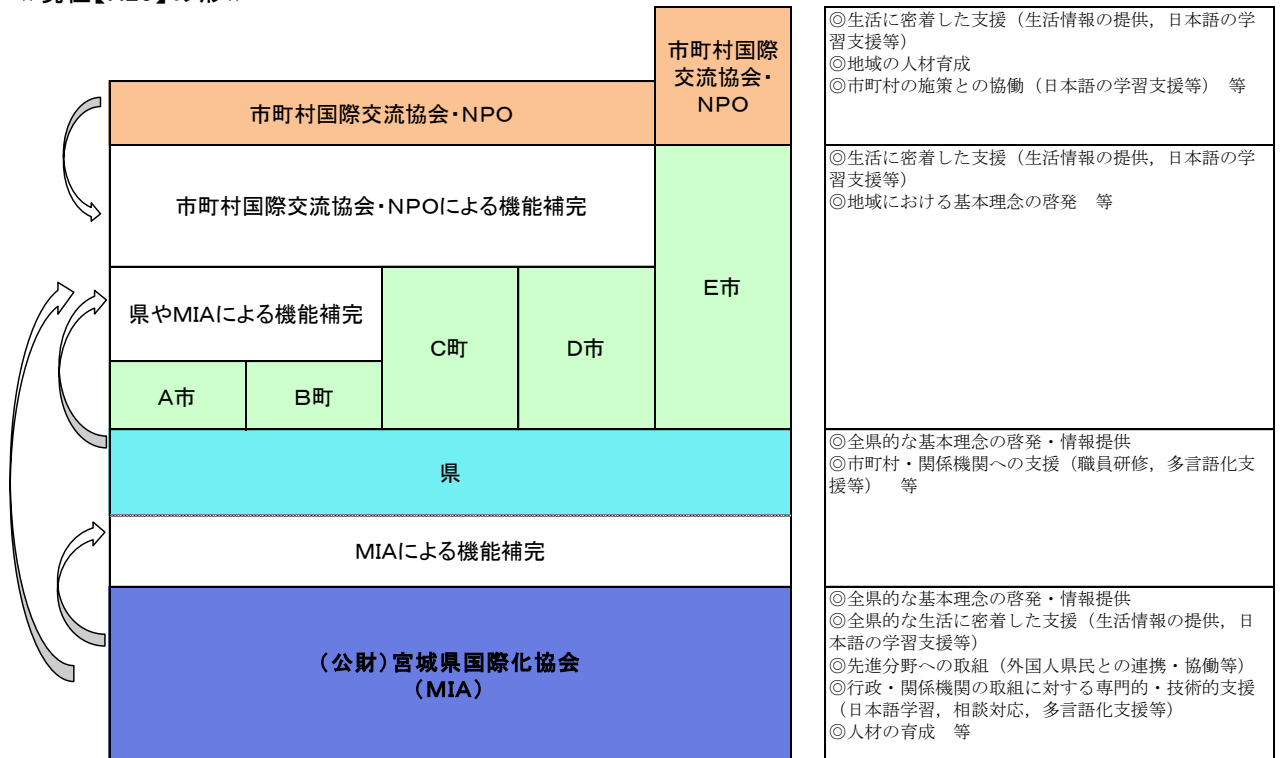 市町村国際
交流協会・
NPO
市町村国際交流協会・NPO
市町村国際交流協会・NPOによる機能補完
県やMIAによる機能補完
A市
B町
C町
D市
E市
県
MIAによる機能補完
(公財)宮城県国際化協会
(MIA)
◎生活に密着した支援(生活情報の提供,日本語の学
習支援等)
◎地域の人材育成
◎市町村の施策との協働(日本語の学習支援等) 等
◎生活に密着した支援(生活情報の提供,日本語の学
習支援等)
◎地域における基本理念の啓発 等
◎全県的な基本理念の啓発・情報提供
◎市町村・関係機関への支援(職員研修,多言語化支
援等) 等
◎全県的な基本理念の啓発・情報提供
◎全県的な生活に密着した支援(生活情報の提供,日
本語の学習支援等)
◎先進分野への取組(外国人県民との連携・協働等)
◎行政・関係機関の取組に対する専門的・技術的支援
(日本語学習,相談対応,多言語化支援等)
◎人材の育成 等